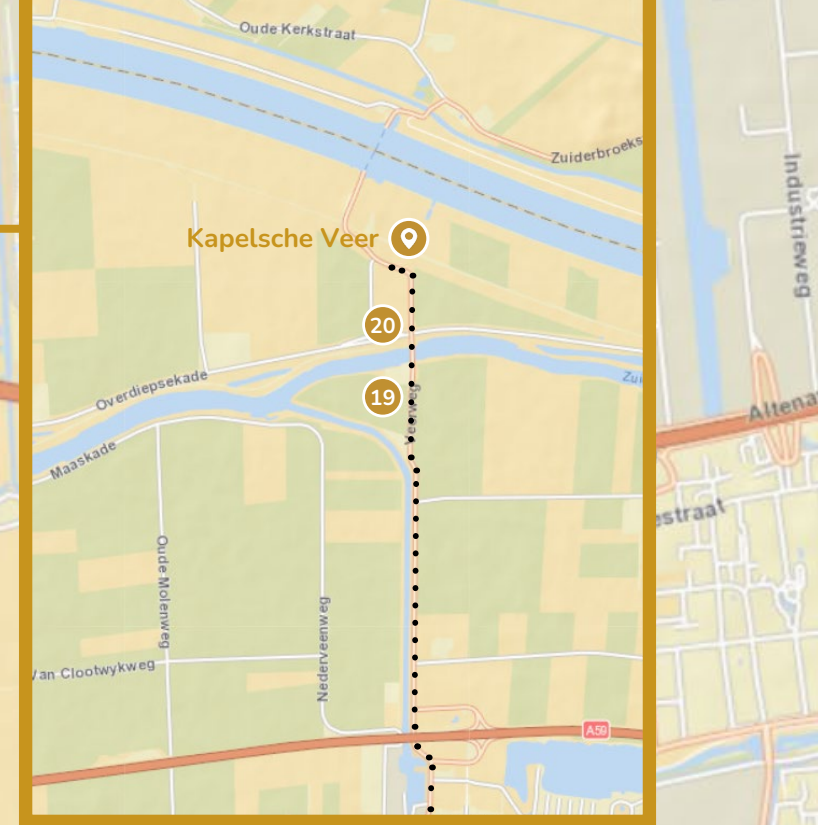 Oude Kerkstraat
Zuiderbroeks
Industrieweg
Kapelsche Veer
20
Overdiepsekade
Zui
19
Veerweg
Altena
Maaskade
estraat
Oude Molenweg
Nederveenweg
Van Clootwykweg
A59